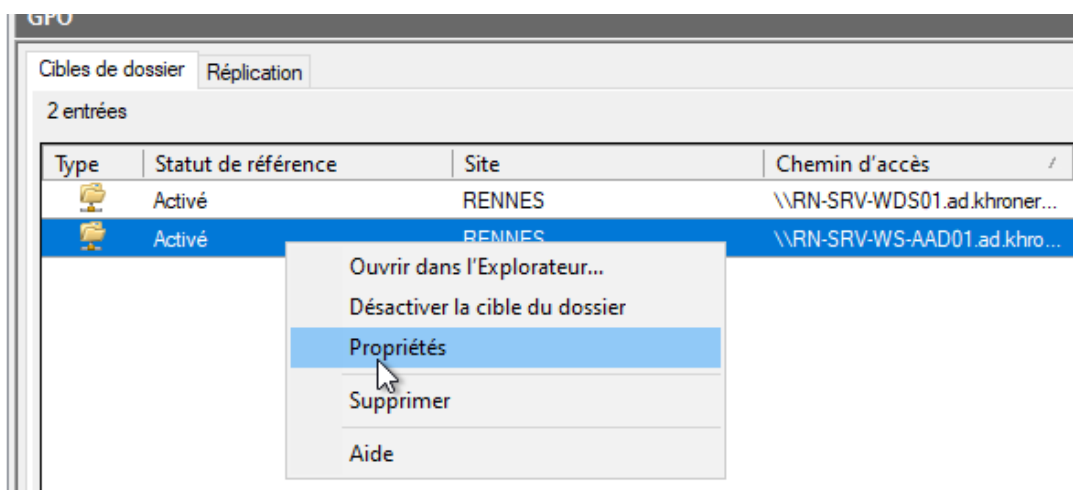 GPO
Cibles de dossier Réplication
2 entrées
Type Statut de référence Site Chemin d'accès
Activé RENNES \\RN-SRV-WDS01.ad.khroner...
Activé RENNES \\RN-SRV-WS-AAD01.ad.khro...
Ouvrir dans l'Explorateur...
Désactiver la cible du dossier
Propriétés
Supprimer
Aide